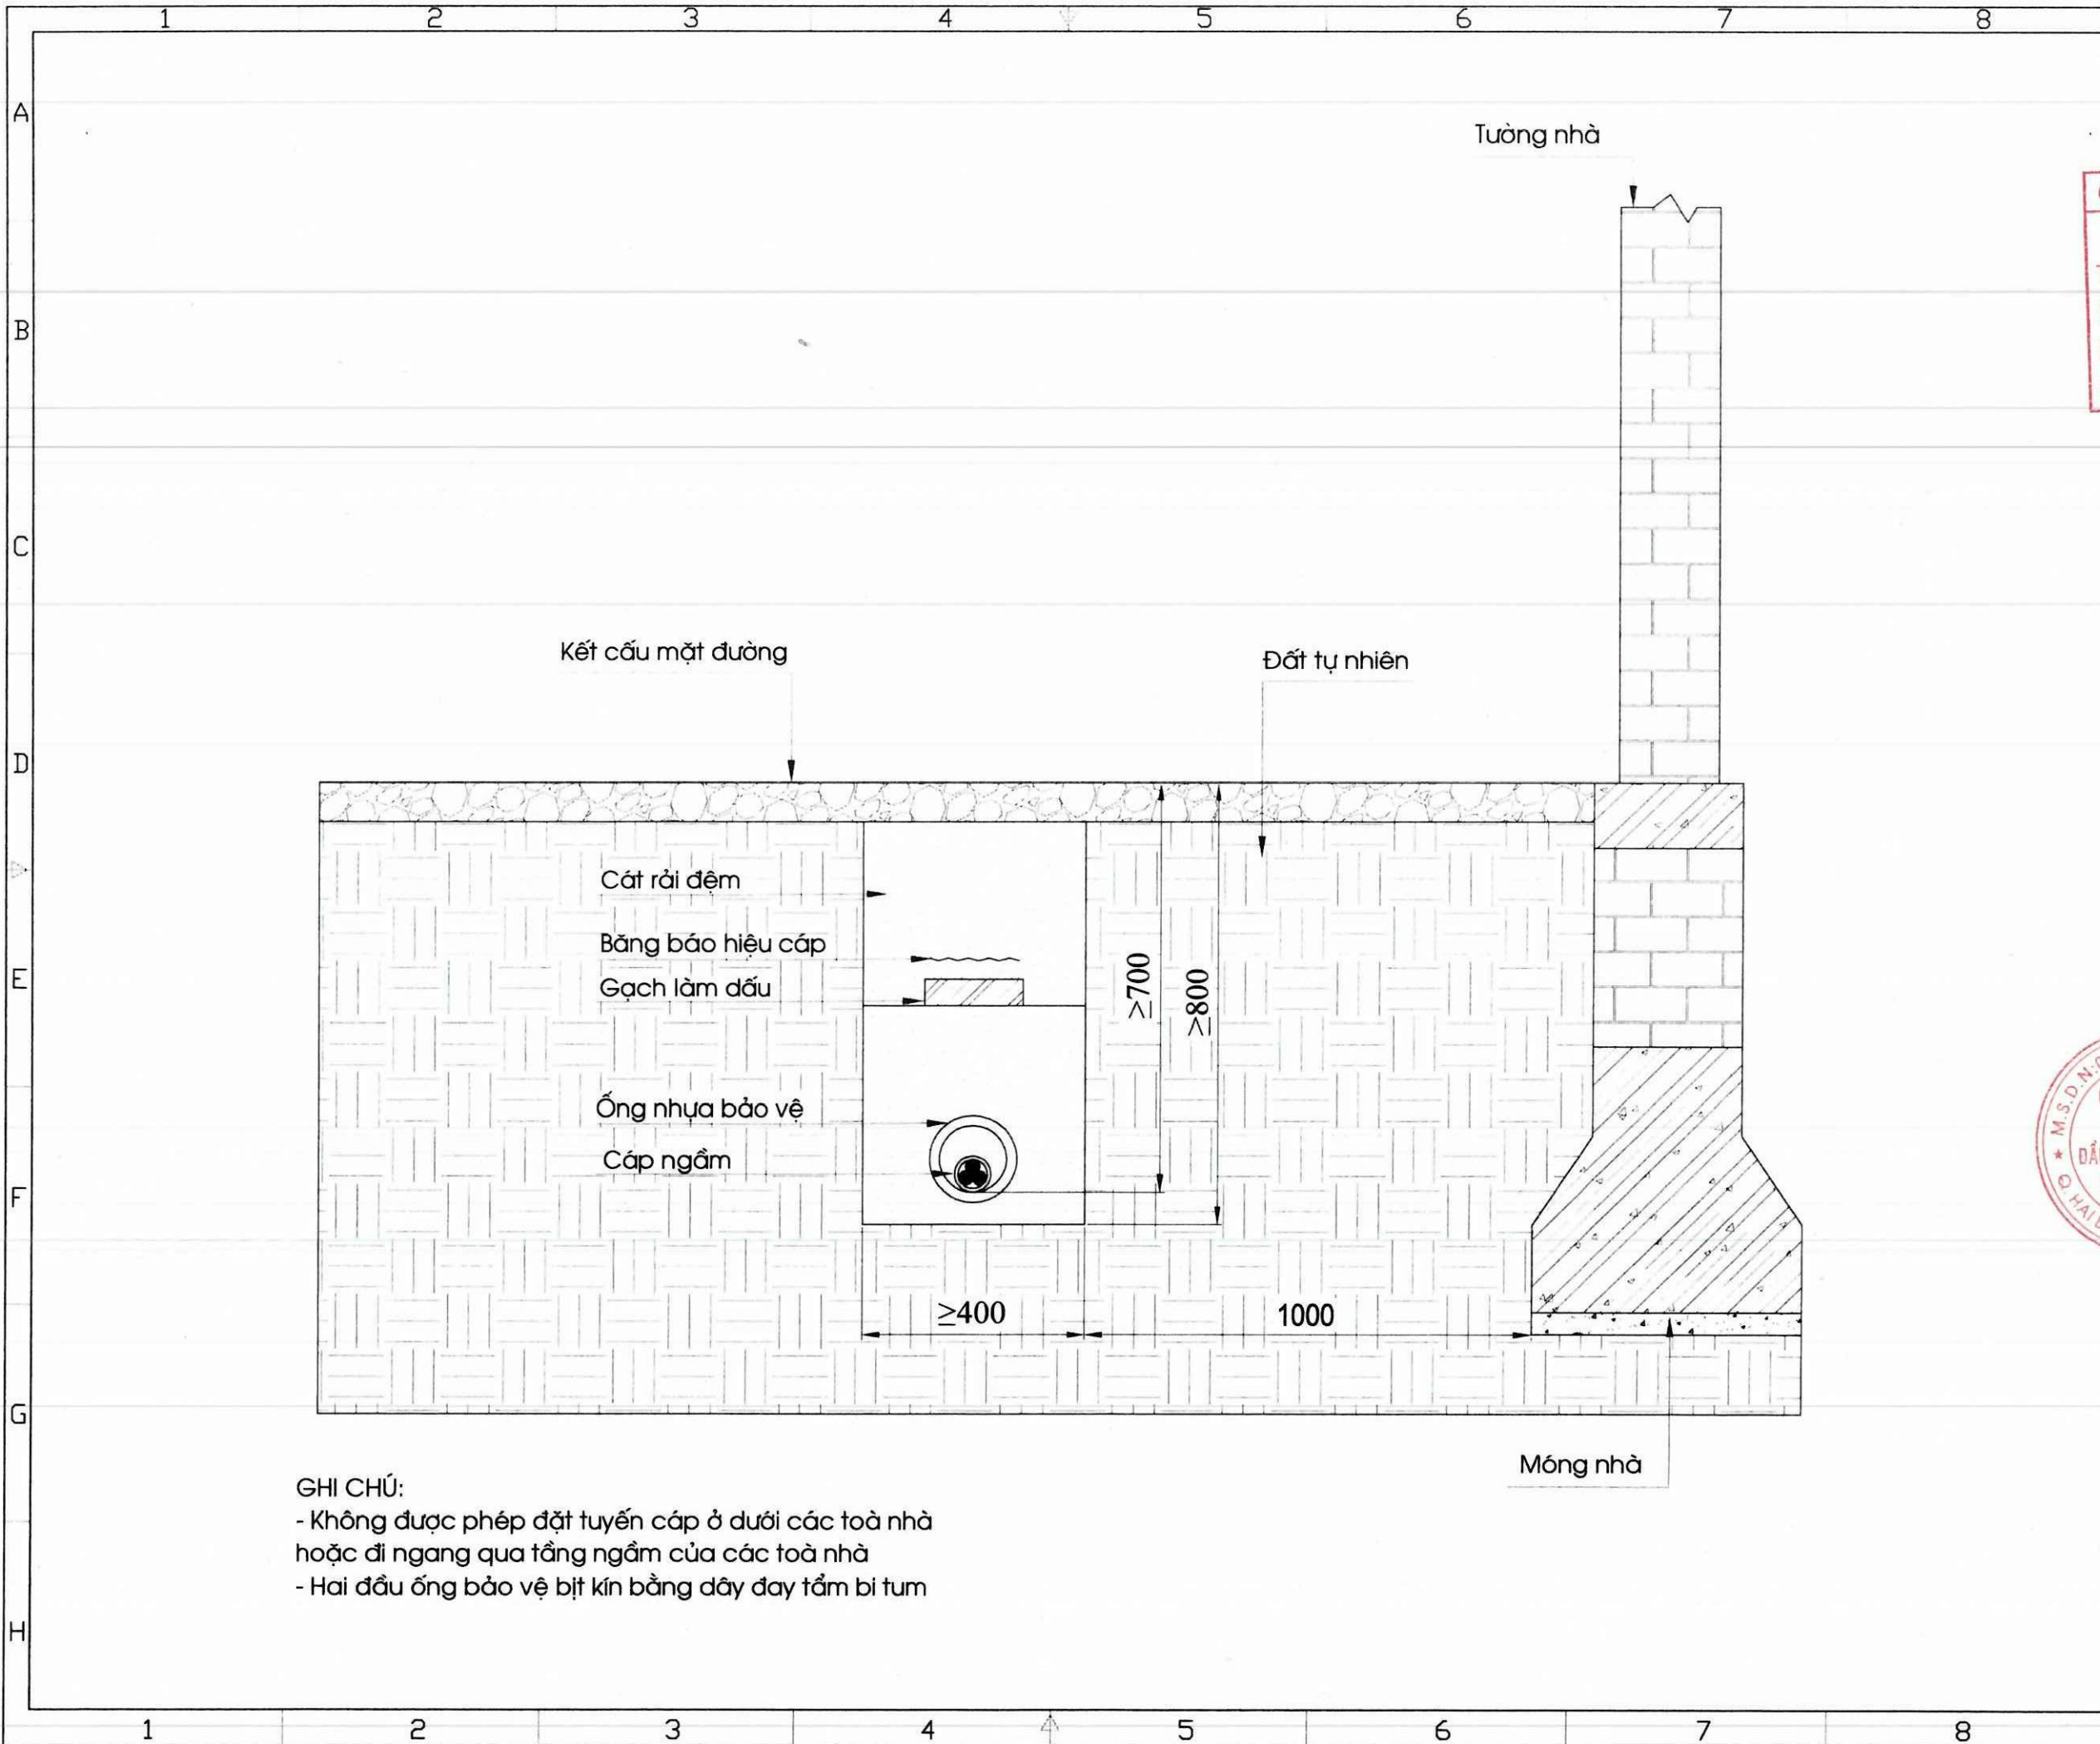 1 2 3 4 5 6 7 8
A
Tường nhà
B
C
Kết cấu mặt đường
Đất tự nhiên
D
Cát rải đệm
Băng báo hiệu cáp
E
Gạch làm dấu
≥700
≥800
Ống nhựa bảo vệ
M.S.D.N:
Cáp ngầm
★
Q. HAI
F
≥400
1000
G
Móng nhà
GHI CHÚ:
- Không được phép đặt tuyến cáp ở dưới các toà nhà
hoặc đi ngang qua tầng ngầm của các toà nhà
- Hai đầu ống bảo vệ bịt kín bằng dây đay tẩm bi tum
H
1 2 3 4 5 6 7 8